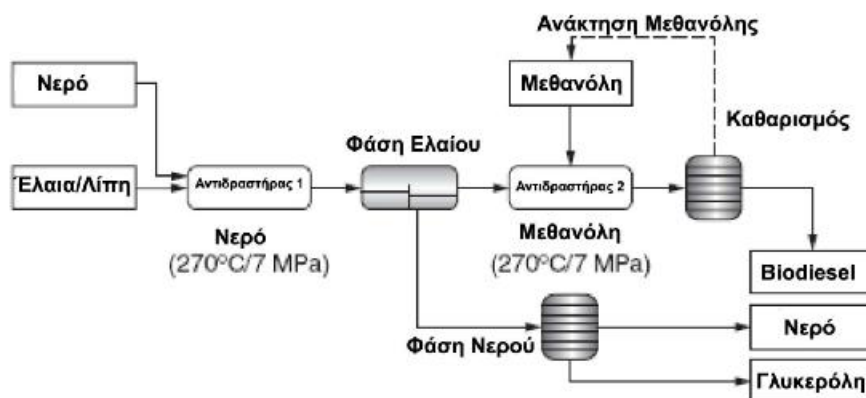 Ανάκτηση Μεθανόλης
Νερό
Μεθανόλη
Καθαρισμός
Φάση Ελαίου
Έλαια/Λίπη
Αντιδραστήρας 1
Αντιδραστήρας 2
Νερό
(270°C/7 MPa)
Μεθανόλη
(270°C/7 MPa)
Biodiesel
Φάση Νερού
Νερό
Γλυκερόλη